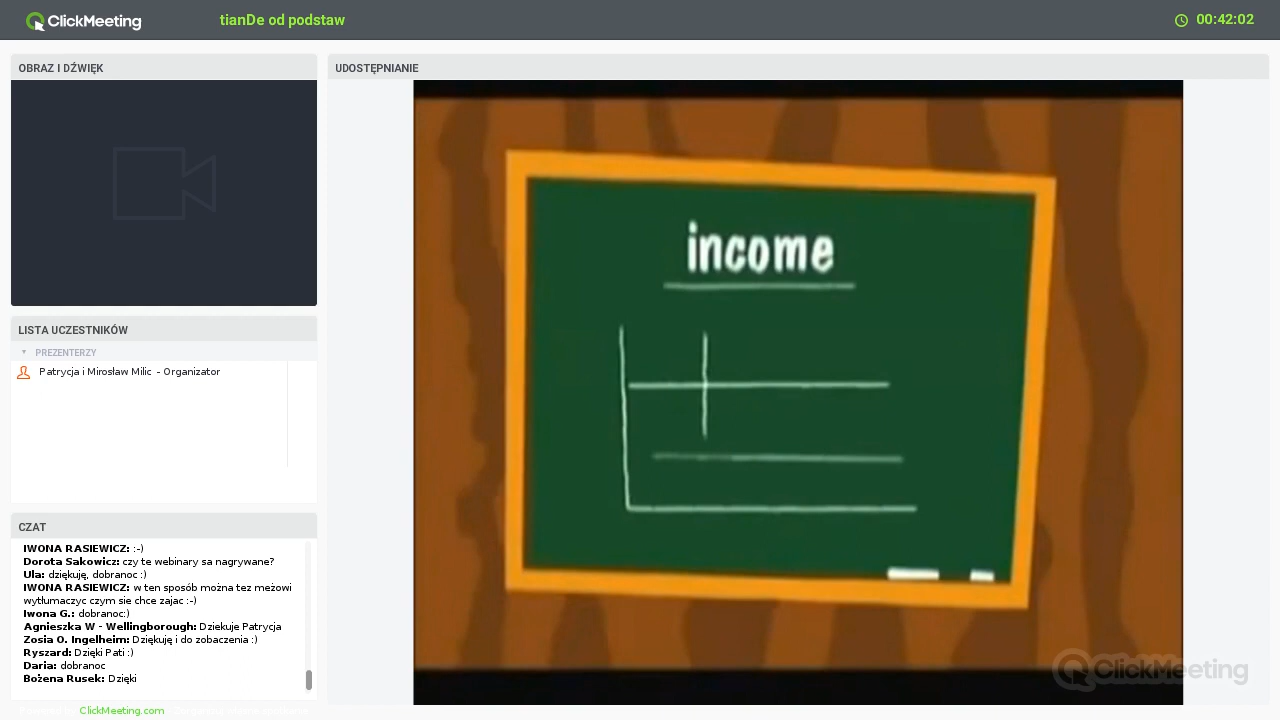 ClickMeeting
tianDe od podstaw
00:42:02
OBRAZ I DŹWIĘK
UDOSTĘPNIANIE
income
LISTA UCZESTNIKÓW
PREZENTERZY
Patrycja i Mirosław Milic - Organizator
CZAT
IWONA RASIEWICZ: :-)
Dorota Sakowicz: czy te webinary sa nagrywane?
Ula: dziękuję, dobranoc :)
IWONA RASIEWICZ: w ten sposób można tez meżowi
wytłumaczyc czym sie chce zajac :-)
Iwona G.: dobranoc:)
Agnieszka W - Wellingborough: Dziekuje Patrycja
Zosia O. Ingelheim: Dziękuję i do zobaczenia :)
Ryszard: Dzięki Pati :)
Daria: dobranoc
Bożena Rusek: Dzięki
ClickMeeting.com
ClickMeeting